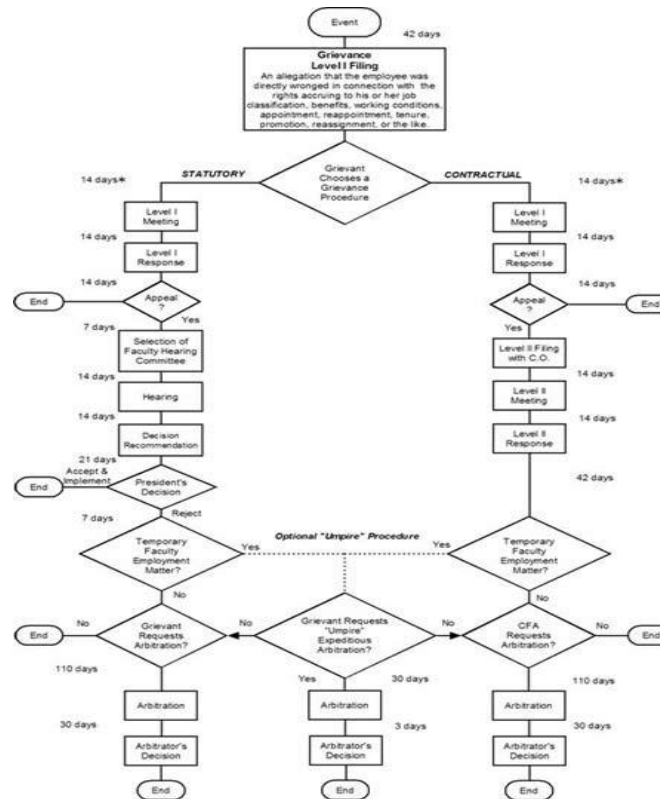 Event
42 days
Grievance
Level I Filing
An allegation that the employee was
directly wronged in connection with the
rights accruing to his or her job
classification, benefits, working conditions,
appointment, reappointment, tenure,
promotion, reassignment, or the like.
STATUTORY
Grievant
Chooses a
Grievance
Procedure
CONTRACTUAL
14 days*
14 days*
Level I
Meeting
Level I
Meeting
14 days
14 days
Level I
Response
Level I
Response
14 days
14 days
End
Appeal
?
Appeal
?
End
Yes
Yes
7 days
Selection of
Faculty Hearing
Committee
Level II Filing
with C.O.
14 days
14 days
Hearing
Level II
Meeting
14 days
14 days
Decision
Recommendation
Level II
Response
21 days
Accept &
Implement
End
President's
Decision
42 days
Reject
7 days
Temporary
Faculty
Employment
Matter?
Yes
Optional "Umpire" Procedure
Yes
Temporary
Faculty
Employment
Matter?
No
No
End
No
Grievant
Requests
Arbitration?
No
Grievant Requests
"Umpire"
Expeditious
Arbitration?
No
CFA
Requests
Arbitration?
No
End
110 days
Yes
30 days
110 days
Arbitration
Arbitration
Arbitration
30 days
3 days
30 days
Arbitrator's
Decision
Arbitrator's
Decision
Arbitrator's
Decision
End
End
End